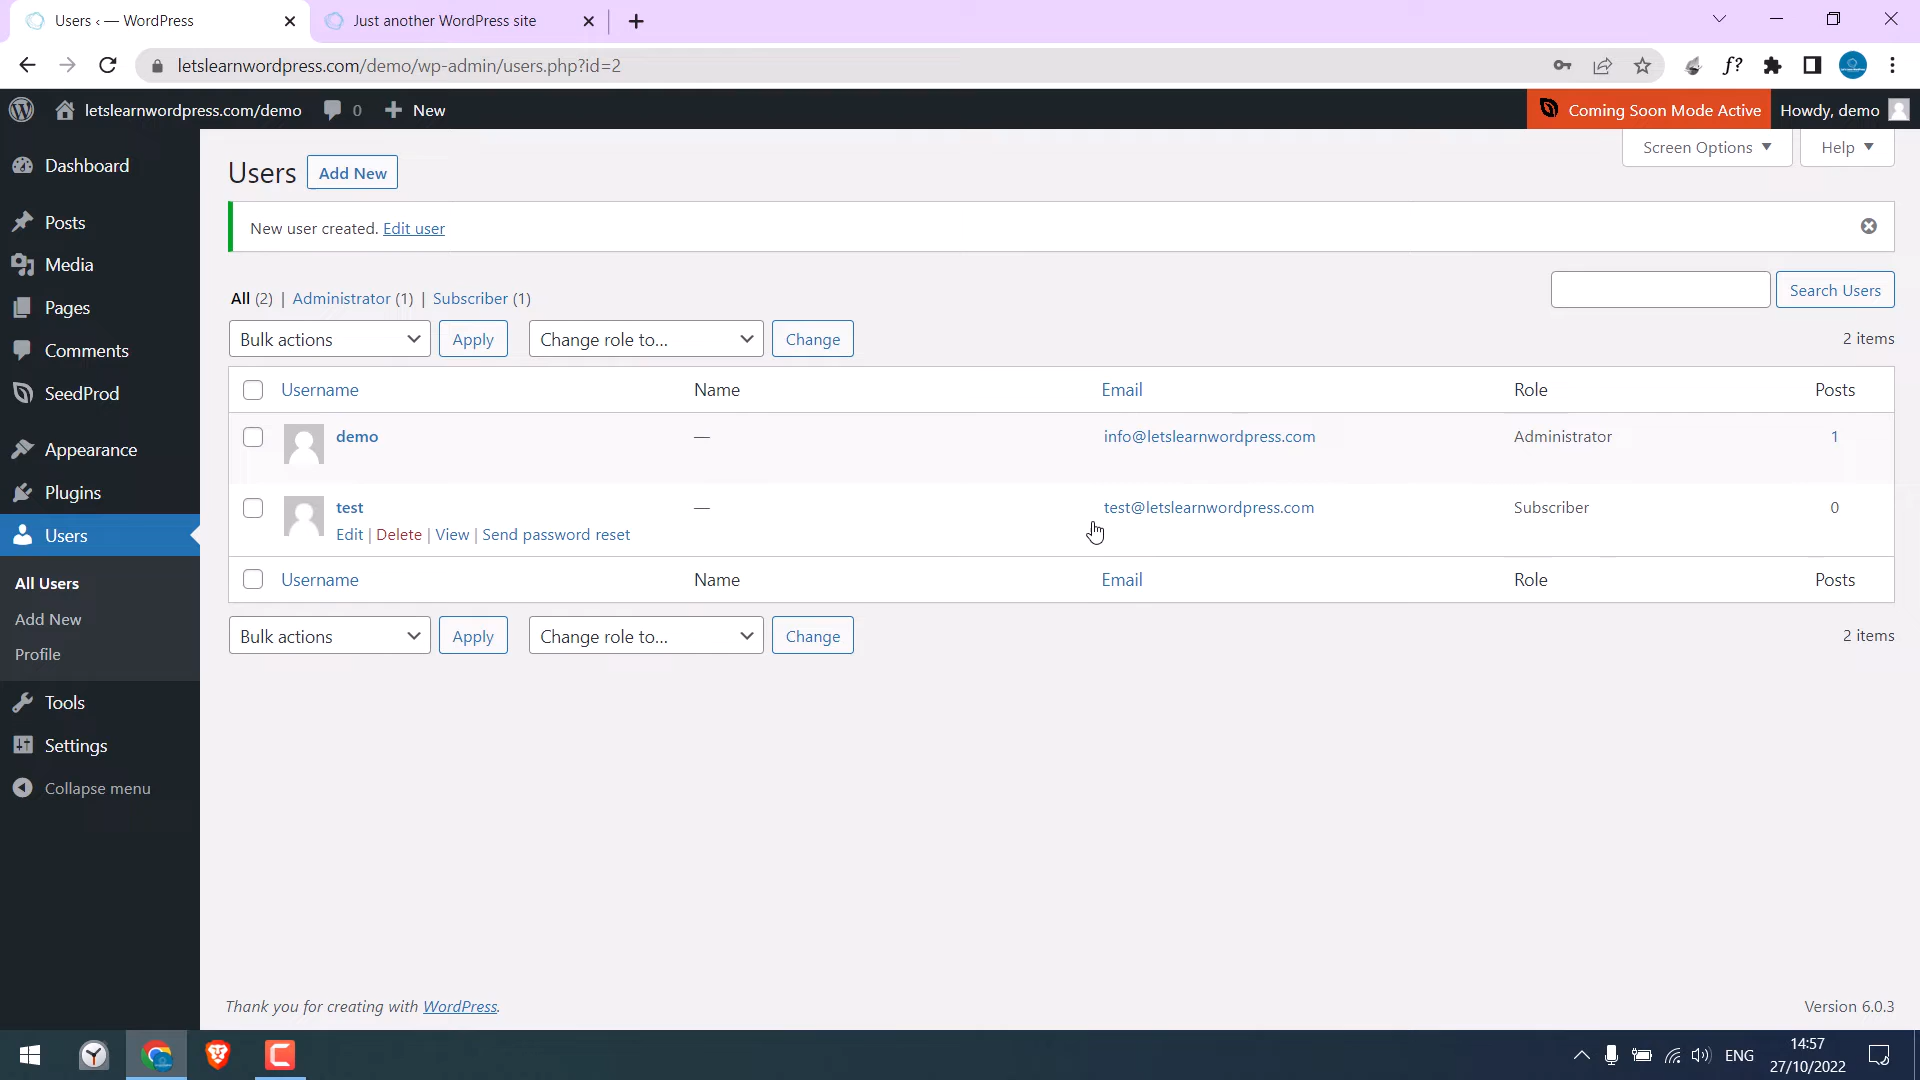 Users ‹ — WordPress
Just another WordPress site
letslearnwordpress.com/demo/wp-admin/users.php?id=2
f?
letslearnwordpress.com/demo 0 New
Coming Soon Mode Active Howdy, demo
Screen Options Help
Dashboard
Posts
Media
Pages
Comments
SeedProd
Appearance
Plugins
Users
All Users
Add New
Profile
Tools
Settings
Collapse menu
Users Add New
New user created. Edit user
All (2) | Administrator (1) | Subscriber (1)
Search Users
Bulk actions Apply Change role to... Change 2 items
Username Name Email Role Posts
demo — info@letslearnwordpress.com Administrator 1
test — test@letslearnwordpress.com Subscriber 0
Edit | Delete | View | Send password reset
Username Name Email Role Posts
Bulk actions Apply Change role to... Change 2 items
Thank you for creating with WordPress. Version 6.0.3
ENG
14:57
27/10/2022